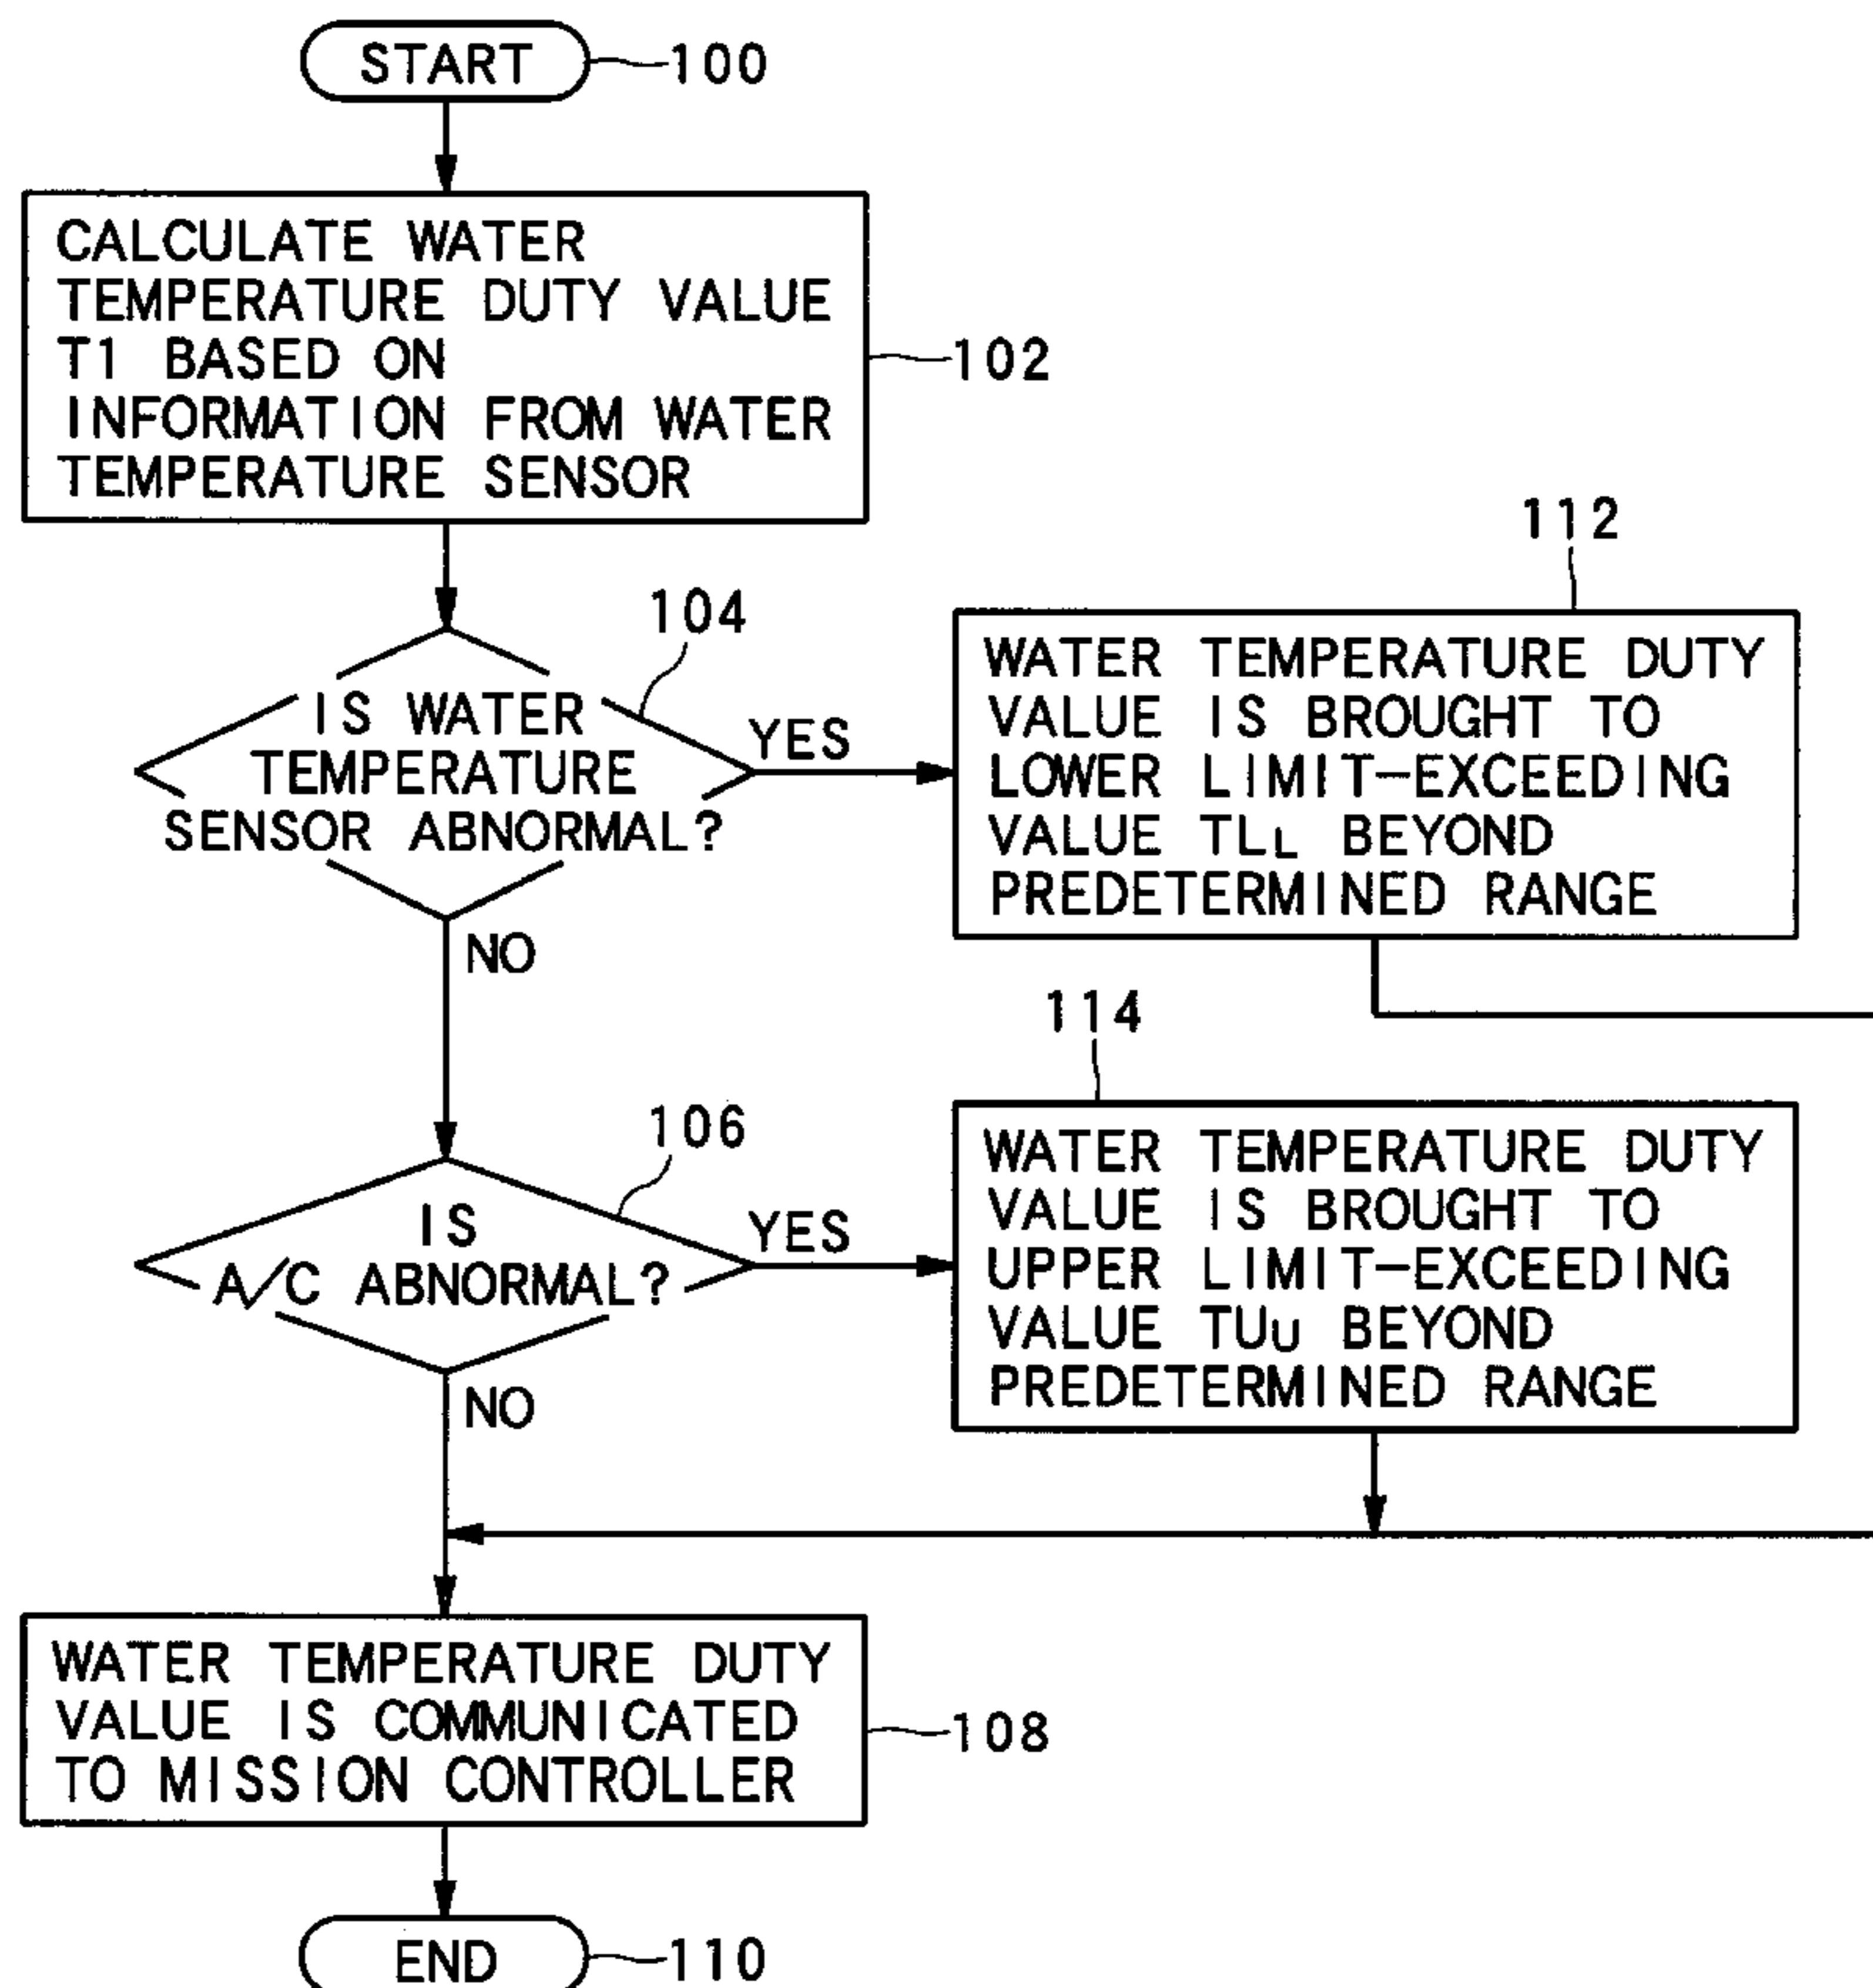 START
100
CALCULATE WATER
TEMPERATURE DUTY VALUE
T1 BASED ON
INFORMATION FROM WATER
TEMPERATURE SENSOR
102
104
IS WATER
TEMPERATURE
SENSOR ABNORMAL?
YES
NO
112
WATER TEMPERATURE DUTY
VALUE IS BROUGHT TO
LOWER LIMIT-EXCEEDING
VALUE TLL BEYOND
PREDETERMINED RANGE
106
IS
A/C ABNORMAL?
YES
NO
114
WATER TEMPERATURE DUTY
VALUE IS BROUGHT TO
UPPER LIMIT-EXCEEDING
VALUE TUU BEYOND
PREDETERMINED RANGE
WATER TEMPERATURE DUTY
VALUE IS COMMUNICATED
TO MISSION CONTROLLER
108
END
110